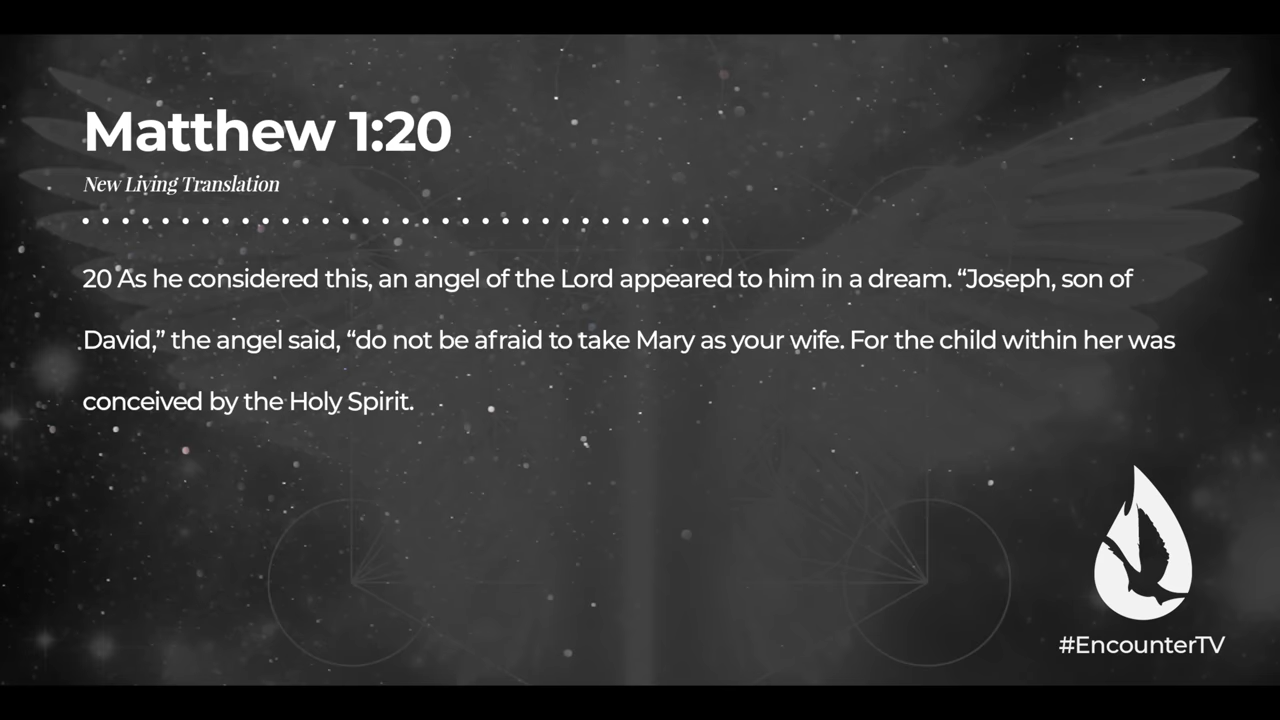 Matthew 1:20
New Living Translation
20 As he considered this, an angel of the Lord appeared to him in a dream. “Joseph, son of
David,” the angel said, “do not be afraid to take Mary as your wife. For the child within her was
conceived by the Holy Spirit.
#EncounterTV